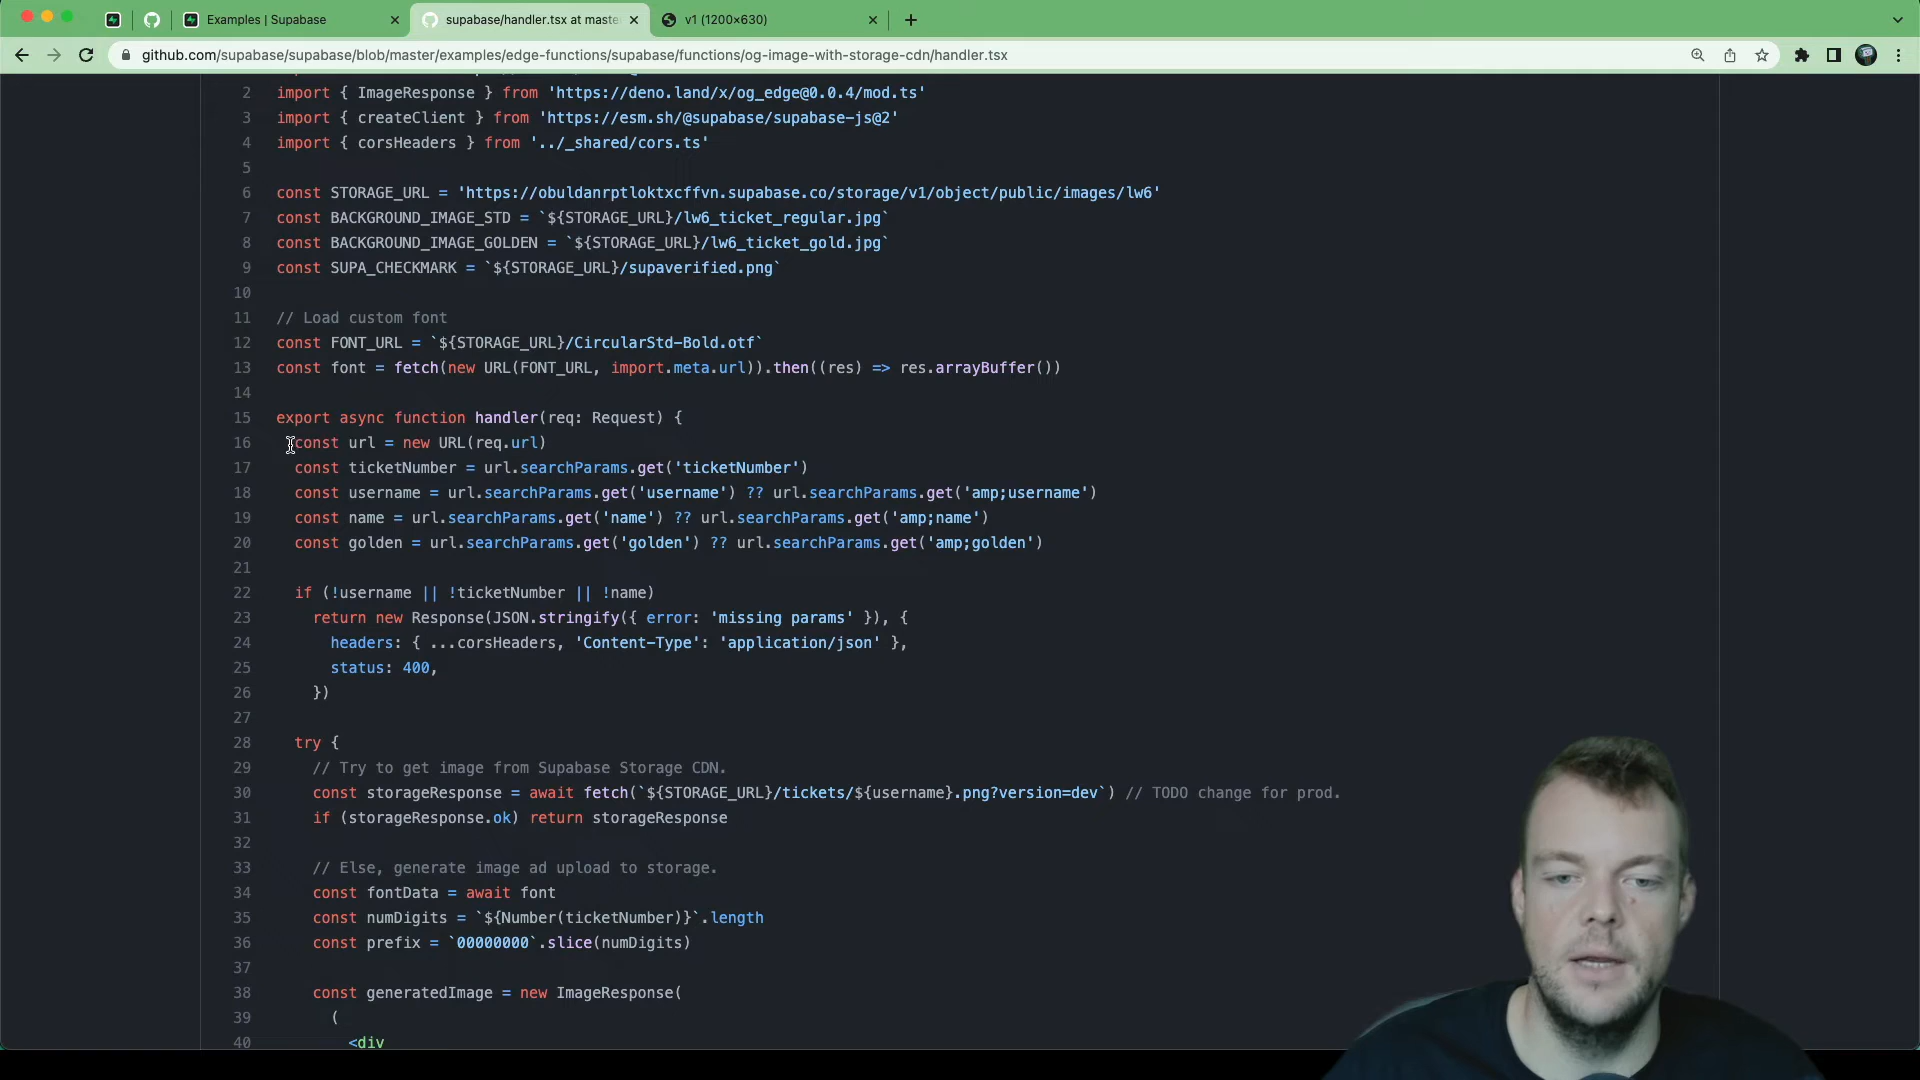 Examples | Supabase
supabase/handler.tsx at maste
v1 (1200×630)
github.com/supabase/supabase/blob/master/examples/edge-functions/supabase/functions/og-image-with-storage-cdn/handler.tsx
2 import { ImageResponse } from 'https://deno.land/x/og_edge@0.0.4/mod.ts'
3 import { createClient } from 'https://esm.sh/@supabase/supabase-js@2'
4 import { corsHeaders } from '../_shared/cors.ts'
5
6 const STORAGE_URL = 'https://obuldanrptloktxcffvn.supabase.co/storage/v1/object/public/images/lw6'
7 const BACKGROUND_IMAGE_STD = `${STORAGE_URL}/lw6_ticket_regular.jpg`
8 const BACKGROUND_IMAGE_GOLDEN = `${STORAGE_URL}/lw6_ticket_gold.jpg`
9 const SUPA_CHECKMARK = `${STORAGE_URL}/supaverified.png`
10
11 // Load custom font
12 const FONT_URL = `${STORAGE_URL}/CircularStd-Bold.otf`
13 const font = fetch(new URL(FONT_URL, import.meta.url)).then((res) => res.arrayBuffer())
14
15 export async function handler(req: Request) {
16 const url = new URL(req.url)
17 const ticketNumber = url.searchParams.get('ticketNumber')
18 const username = url.searchParams.get('username') ?? url.searchParams.get('amp;username')
19 const name = url.searchParams.get('name') ?? url.searchParams.get('amp;name')
20 const golden = url.searchParams.get('golden') ?? url.searchParams.get('amp;golden')
21
22 if (!username || !ticketNumber || !name)
23 return new Response(JSON.stringify({ error: 'missing params' }), {
24 headers: { ...corsHeaders, 'Content-Type': 'application/json' },
25 status: 400,
26 })
27
28 try {
29 // Try to get image from Supabase Storage CDN.
30 const storageResponse = await fetch(`${STORAGE_URL}/tickets/${username}.png?version=dev`) // TODO change for prod.
31 if (storageResponse.ok) return storageResponse
32
33 // Else, generate image ad upload to storage.
34 const fontData = await font
35 const numDigits = `${Number(ticketNumber)}`.length
36 const prefix = `00000000`.slice(numDigits)
37
38 const generatedImage = new ImageResponse(
39 (
40 <div